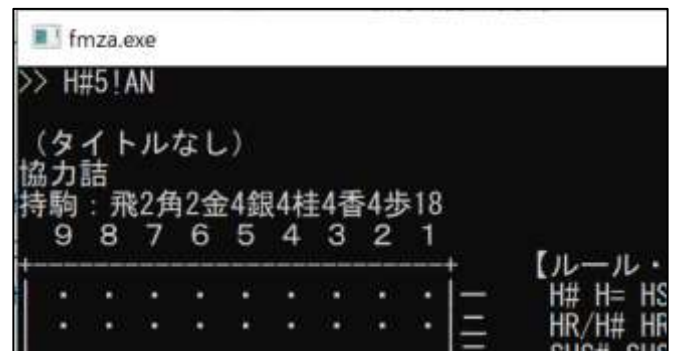 fmza.exe
>> H#5!AN
（タイトルなし）
協力詰
持駒：飛2角2金4銀4桂4香4歩18
９ ８ ７ ６ ５ ４ ３ ２ １
一
二
【ルール・
H# H= HS
HR/H# HR